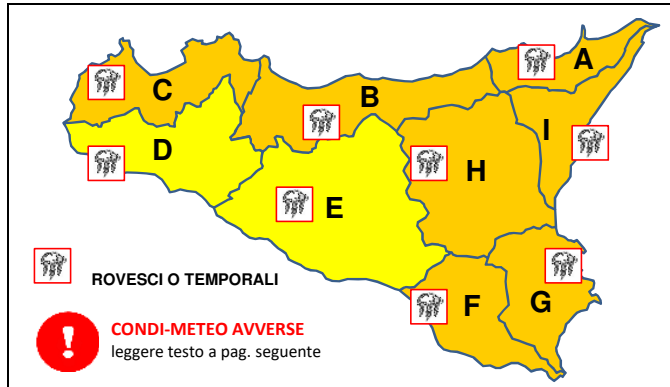 A
B
C
I
D
H
E
F
G
ROVESCI O TEMPORALI
CONDI-METEO AVVERSE
leggere testo a pag. seguente